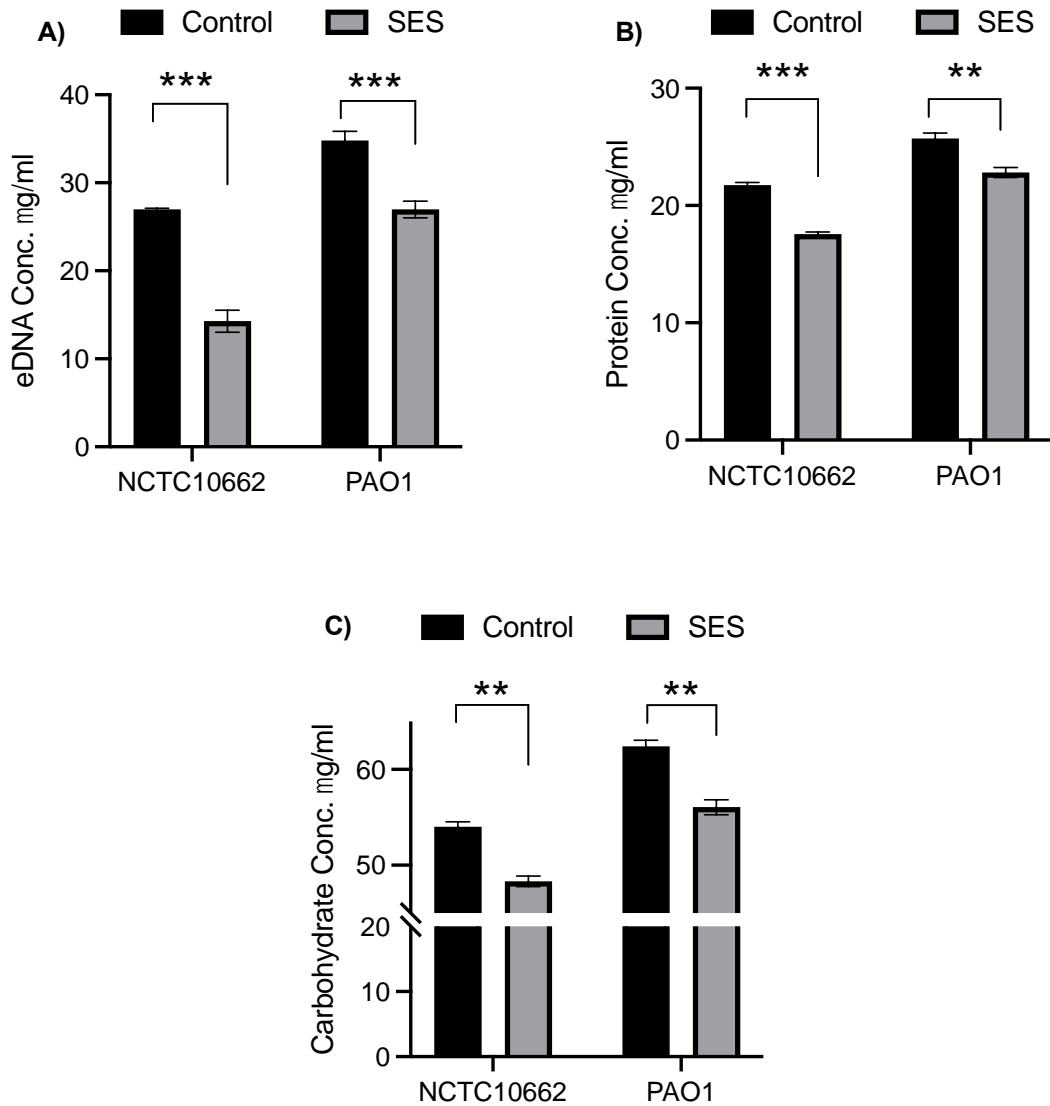 A) Control SES
*** ***
40
30
20
10
0
eDNA Conc. mg/ml
NCTC10662 PAO1
B) Control SES
*** **
30
20
10
0
Protein Conc. mg/ml
NCTC10662 PAO1
C) Control SES
** **
60
50
20
10
0
Carbohydrate Conc. mg/ml
NCTC10662 PAO1